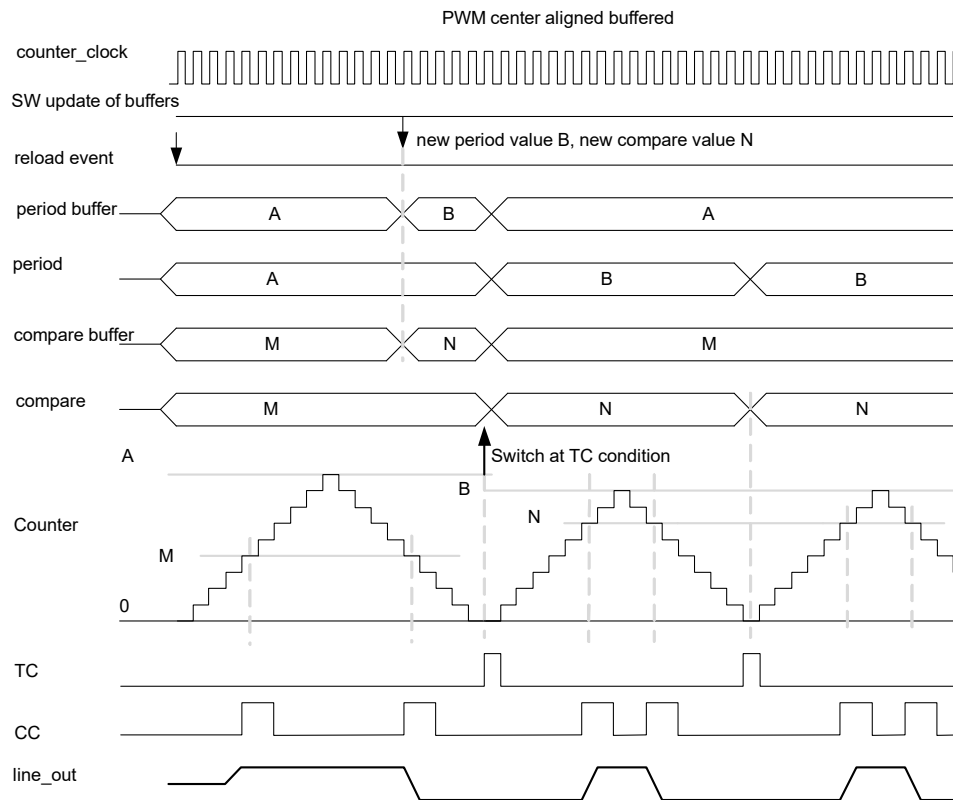 PWM center aligned buffered
counter_clock
SW update of buffers
new period value B, new compare value N
reload event
period buffer
A
B
A
period
A
B
B
compare buffer
M
N
M
compare
M
N
N
A
Switch at TC condition
B
N
Counter
M
0
TC
CC
line_out